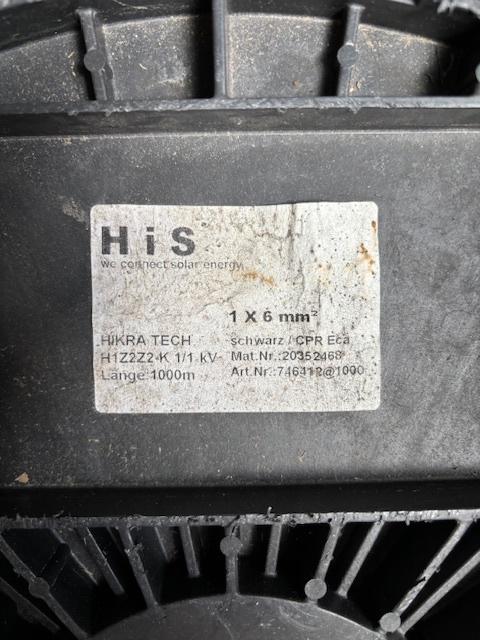 HiS
we connect solar energy
1 X 6 mm²
HIKRA TECH schwarz / CPR Eca
H1Z2Z2-K 1/1 kV Mat.Nr.:20352468
Länge:1000m Art.Nr.:746412@1000